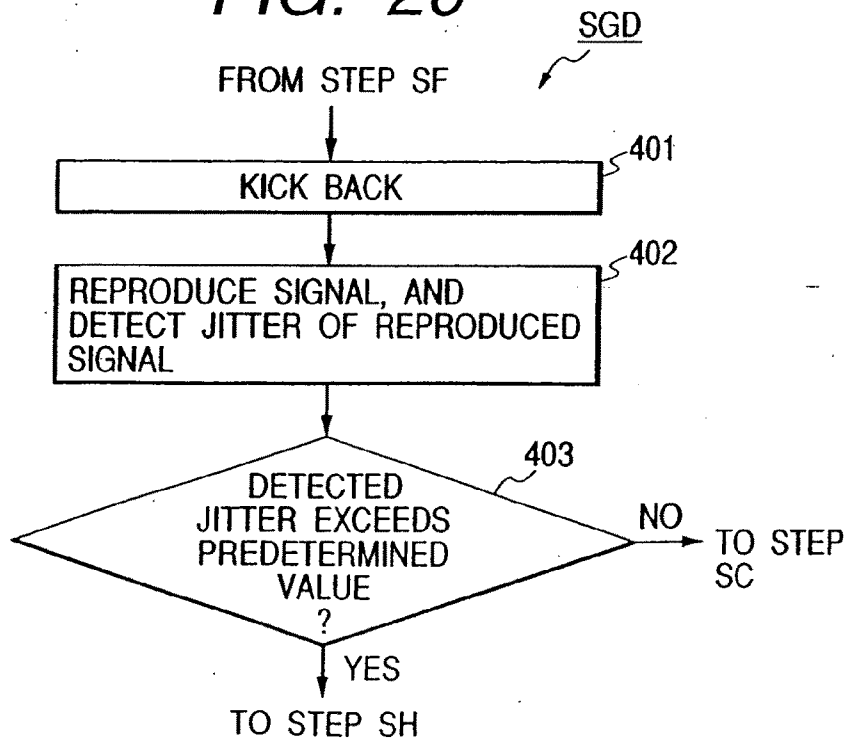 SGD
FROM STEP SF
401
KICK BACK
402
REPRODUCE SIGNAL, AND
DETECT JITTER OF REPRODUCED
SIGNAL
403
DETECTED
JITTER EXCEEDS
PREDETERMINED
VALUE
?
NO
TO STEP
SC
YES
TO STEP SH